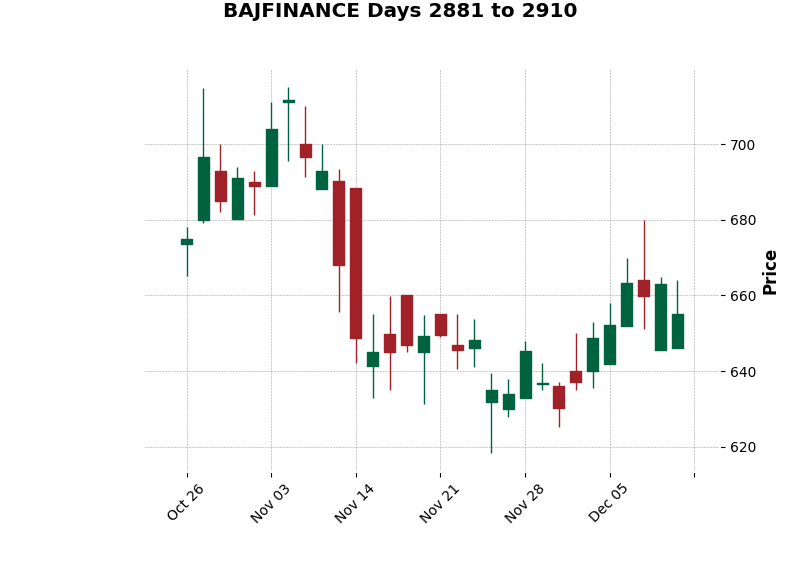 BAJFINANCE Days 2881 to 2910
700
680
660
640
620
Price
Oct 26
Nov 03
Nov 14
Nov 21
Nov 28
Dec 05